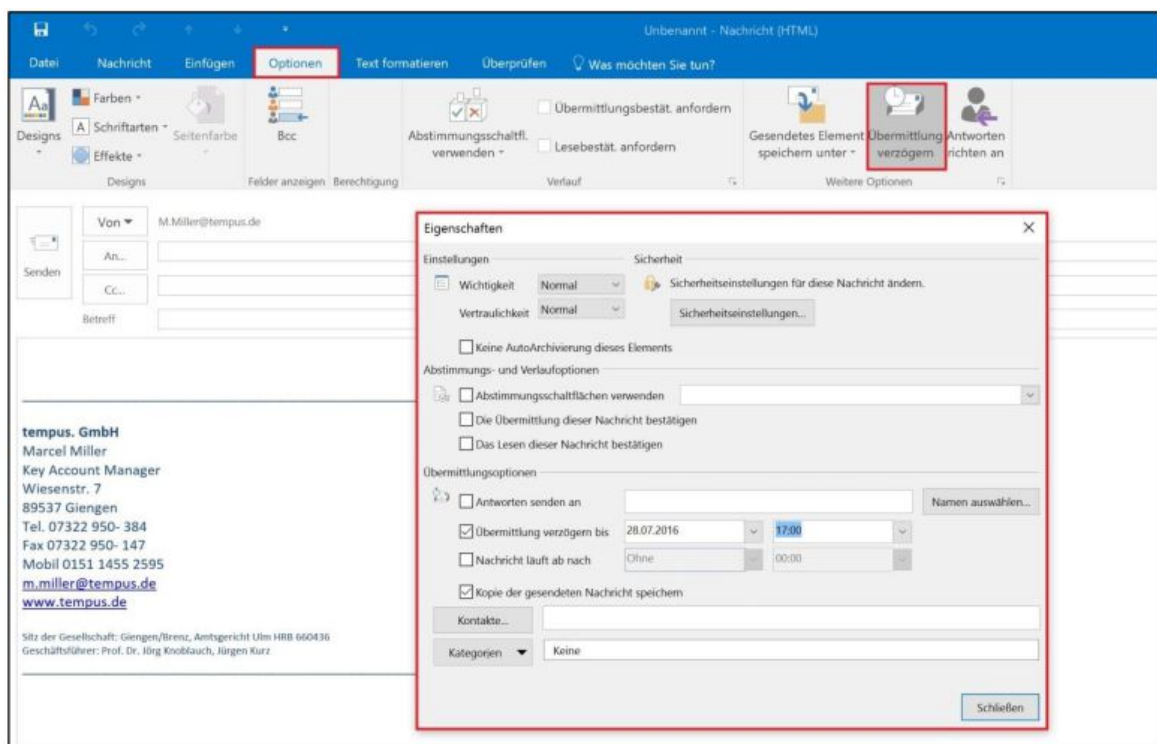 Unbenannt - Nachricht (HTML)
Datei Nachricht Einfügen Optionen Text formatieren Überprüfen Was möchten Sie tun?
Aa
Designs
Farben
A Schriftarten
Effekte
Seitenfarbe
Designs
Bcc
Felder anzeigen
Berechtigung
Abstimmungsschaltfl.
verwenden
Übermittlungsbestät. anfordern
Lesebestät. anfordern
Verlauf
Gesendetes Element
speichern unter
Übermittlung
verzögern
Antworten
richten an
Weitere Optionen
Senden
Von M.Miller@tempus.de
An...
Cc...
Betreff
tempus. GmbH
Marcel Miller
Key Account Manager
Wiesenstr. 7
89537 Giengen
Tel. 07322 950- 384
Fax 07322 950- 147
Mobil 0151 1455 2595
m.miller@tempus.de
www.tempus.de
Sitz der Gesellschaft: Giengen/Brenz, Amtsgericht Ulm HRB 660436
Geschäftsführer: Prof. Dr. Jörg Knoblauch, Jürgen Kurz
Eigenschaften
Einstellungen Sicherheit
Wichtigkeit Normal Sicherheitseinstellungen für diese Nachricht ändern.
Vertraulichkeit Normal Sicherheitseinstellungen...
Keine AutoArchivierung dieses Elements
Abstimmungs- und Verlaufoptionen
Abstimmungsschaltflächen verwenden
Die Übermittlung dieser Nachricht bestätigen
Das Lesen dieser Nachricht bestätigen
Übermittlungsoptionen
Antworten senden an Namen auswählen...
Übermittlung verzögern bis 28.07.2016 17:00
Nachricht läuft ab nach Ohne 00:00
Kopie der gesendeten Nachricht speichern
Kontakte...
Kategorien Keine
Schließen